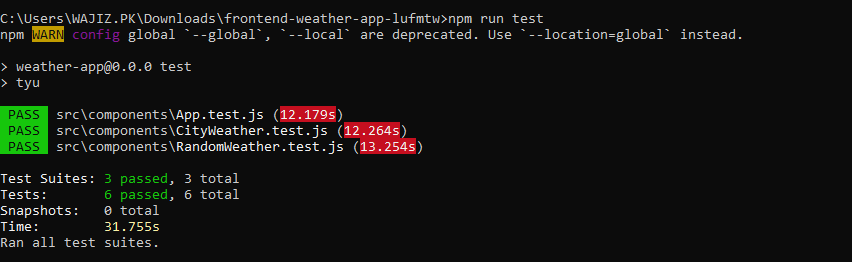 C:\Users\WAJIZ.PK\Downloads\frontend-weather-app-lufmtw>npm run test
npm WARN config global `--global`, `--local` are deprecated. Use `--location=global` instead.
> weather-app@0.0.0 test
> tyu
PASS src\components\App.test.js (12.179s)
PASS src\components\CityWeather.test.js (12.264s)
PASS src\components\RandomWeather.test.js (13.254s)
Test Suites: 3 passed, 3 total
Tests: 6 passed, 6 total
Snapshots: 0 total
Time: 31.755s
Ran all test suites.